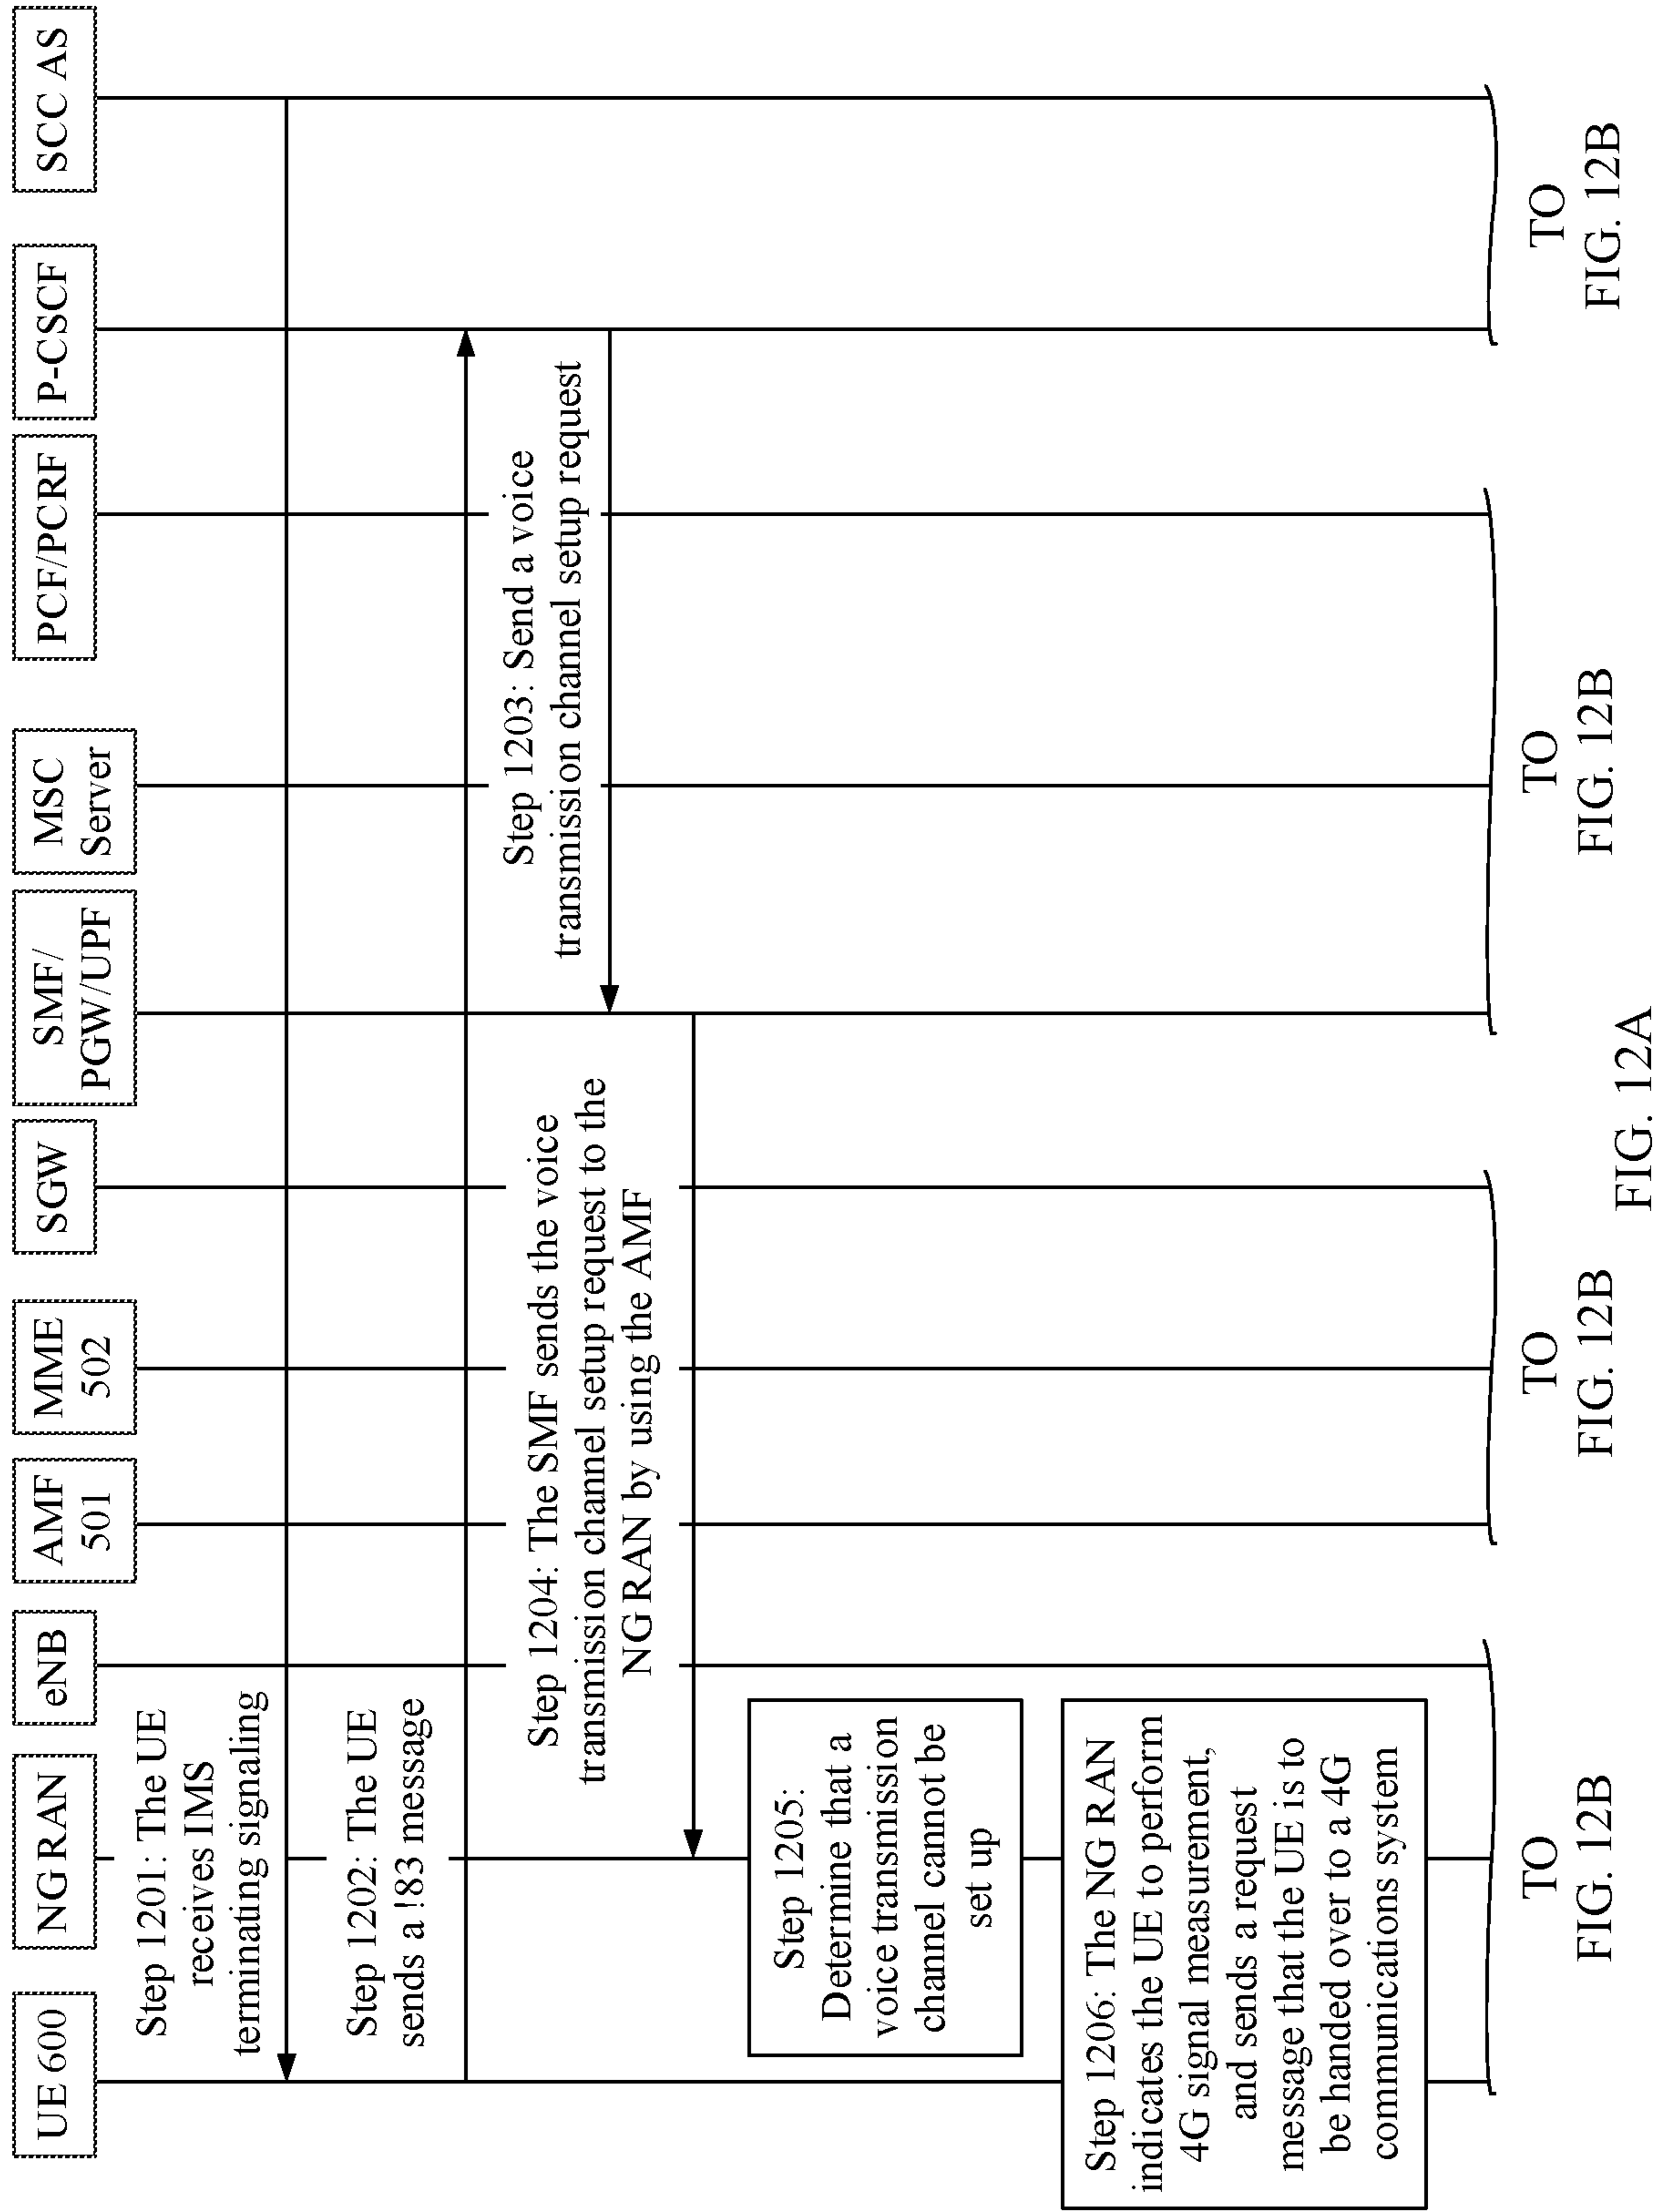 UE 600
NG RAN
eNB
AMF
501
MME
502
SGW
SMF/
PGW/UPF
MSC
Server
PCF/PCRF
P-CSCF
SCC AS
Step 1201: The UE
receives IMS
terminating signaling
Step 1202: The UE
sends a !83 message
Step 1203: Send a voice
transmission channel setup request
Step 1204: The SMF sends the voice
transmission channel setup request to the
NG RAN by using the AMF
Step 1205:
Determine that a
voice transmission
channel cannot be
set up
Step 1206: The NG RAN
indicates the UE to perform
4G signal measurement,
and sends a request
message that the UE is to
be handed over to a 4G
communications system
TO
FIG. 12B
TO
FIG. 12B
TO
FIG. 12B
TO
FIG. 12B
FIG. 12A